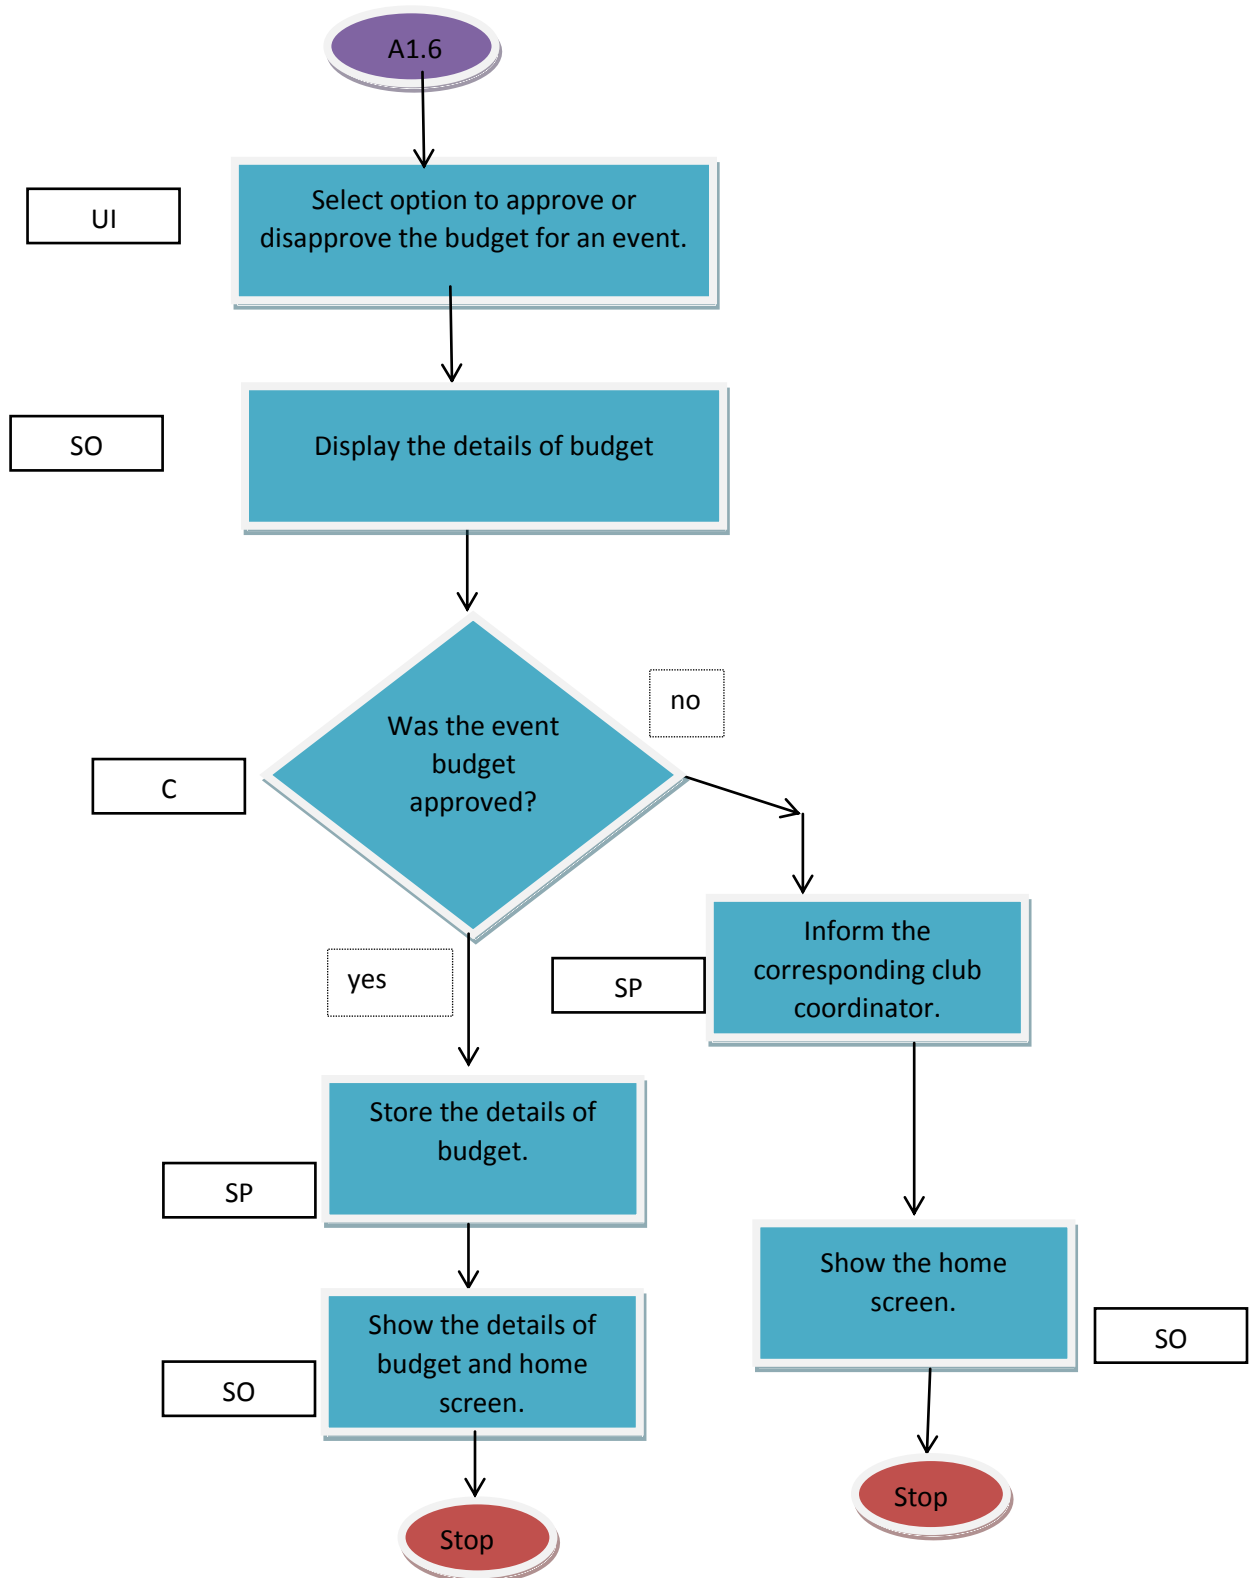 A1.6
UI
Select option to approve or
disapprove the budget for an event.
SO
Display the details of budget
no
Was the event
budget
approved?
C
Inform the
corresponding club
coordinator.
SP
yes
Store the details of
budget.
SP
Show the home
screen.
SO
Show the details of
budget and home
screen.
SO
Stop
Stop